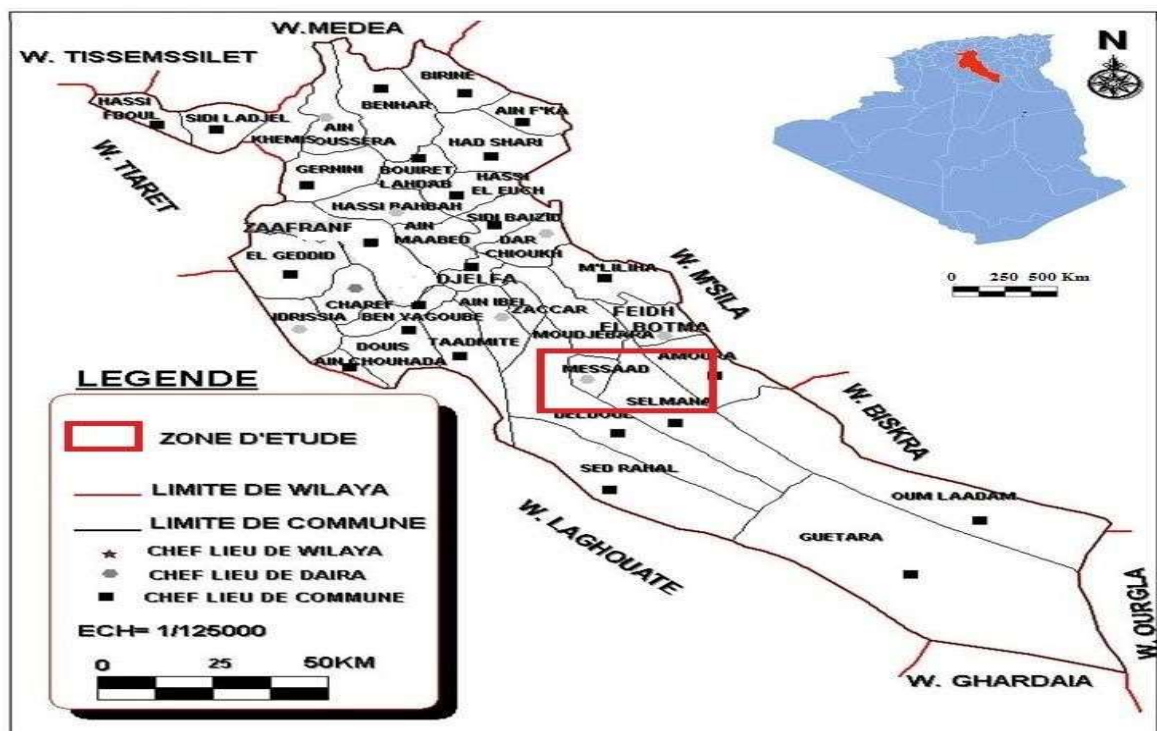 W.MEDEA
W. TISSEMSSILET
N
BIRINE
BENHAR
HASSI
FBOUL
SIDI LADJEL
AIN F'KA
AIN
OUSSERA
KHEMIS
HAD SHARI
W. TIARET
GERNINI
BOUIRET
LAHDAB
HASSI
EL EUCH
HASSI BAHBAH
SIDI BAIZID
ZAAFRANE
AIN
MAABED
DAR
CHIOUKH
EL GEDDID
M'LILIHA
W. M'SILA
0 250 500 Km
DJELFA
CHAREF
AIN IBEL
ZACCAR
FEIDH
EL BOTMA
IDRISSIA
BEN YAGOUBE
MOUDJEBARA
DOUIS
TAADMITE
AIN CHOUHADA
AMOURA
MESSAAD
SELMANA
DELDOUL
W. BISKRA
SED RAHAL
OUM LAADAM
GUETARA
W. LAGHOUATE
W. OURGLA
W. GHARDAIA
LEGENDE
ZONE D'ETUDE
LIMITE DE WILAYA
LIMITE DE COMMUNE
CHEF LIEU DE WILAYA
CHEF LIEU DE DAIRA
CHEF LIEU DE COMMUNE
ECH= 1/125000
0 25 50KM